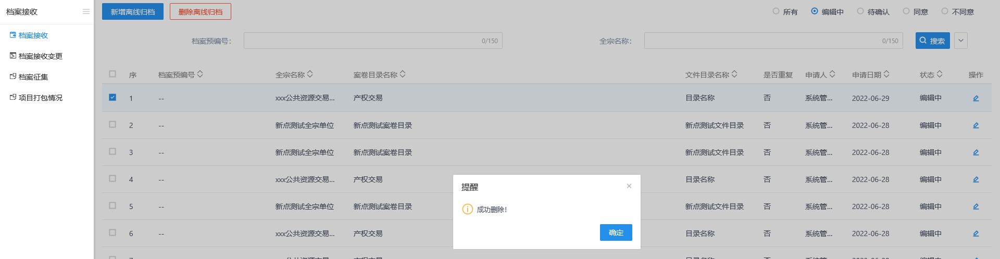 档案接收
档案接收
档案接收变更
档案征集
项目打包情况
新增离线归档 删除离线归档 所有 编辑中 待确认 同意 不同意
档案预编号： 0/150 全宗名称： 0/150 搜索
序 档案预编号 全宗名称 案卷目录名称 文件目录名称 是否重复 申请人 申请日期 状态 操作
1 -- xxx公共资源交易... 产权交易 目录名称 否 系统管... 2022-06-29 编辑中
2 -- 新点测试全宗单位 新点测试案卷目录 新点测试文件目录 否 系统管... 2022-06-28 编辑中
3 -- 新点测试全宗单位 新点测试案卷目录 新点测试文件目录 否 系统管... 2022-06-28 编辑中
4 -- xxx公共资源交易... 产权交易 目录名称 否 系统管... 2022-06-28 编辑中
5 -- 新点测试全宗单位 新点测试案卷目录 新点测试文件目录 否 系统管... 2022-06-28 编辑中
6 -- xxx公共资源交易... 产权交易 目录名称 否 系统管... 2022-06-28 编辑中
提醒
成功删除！
确定